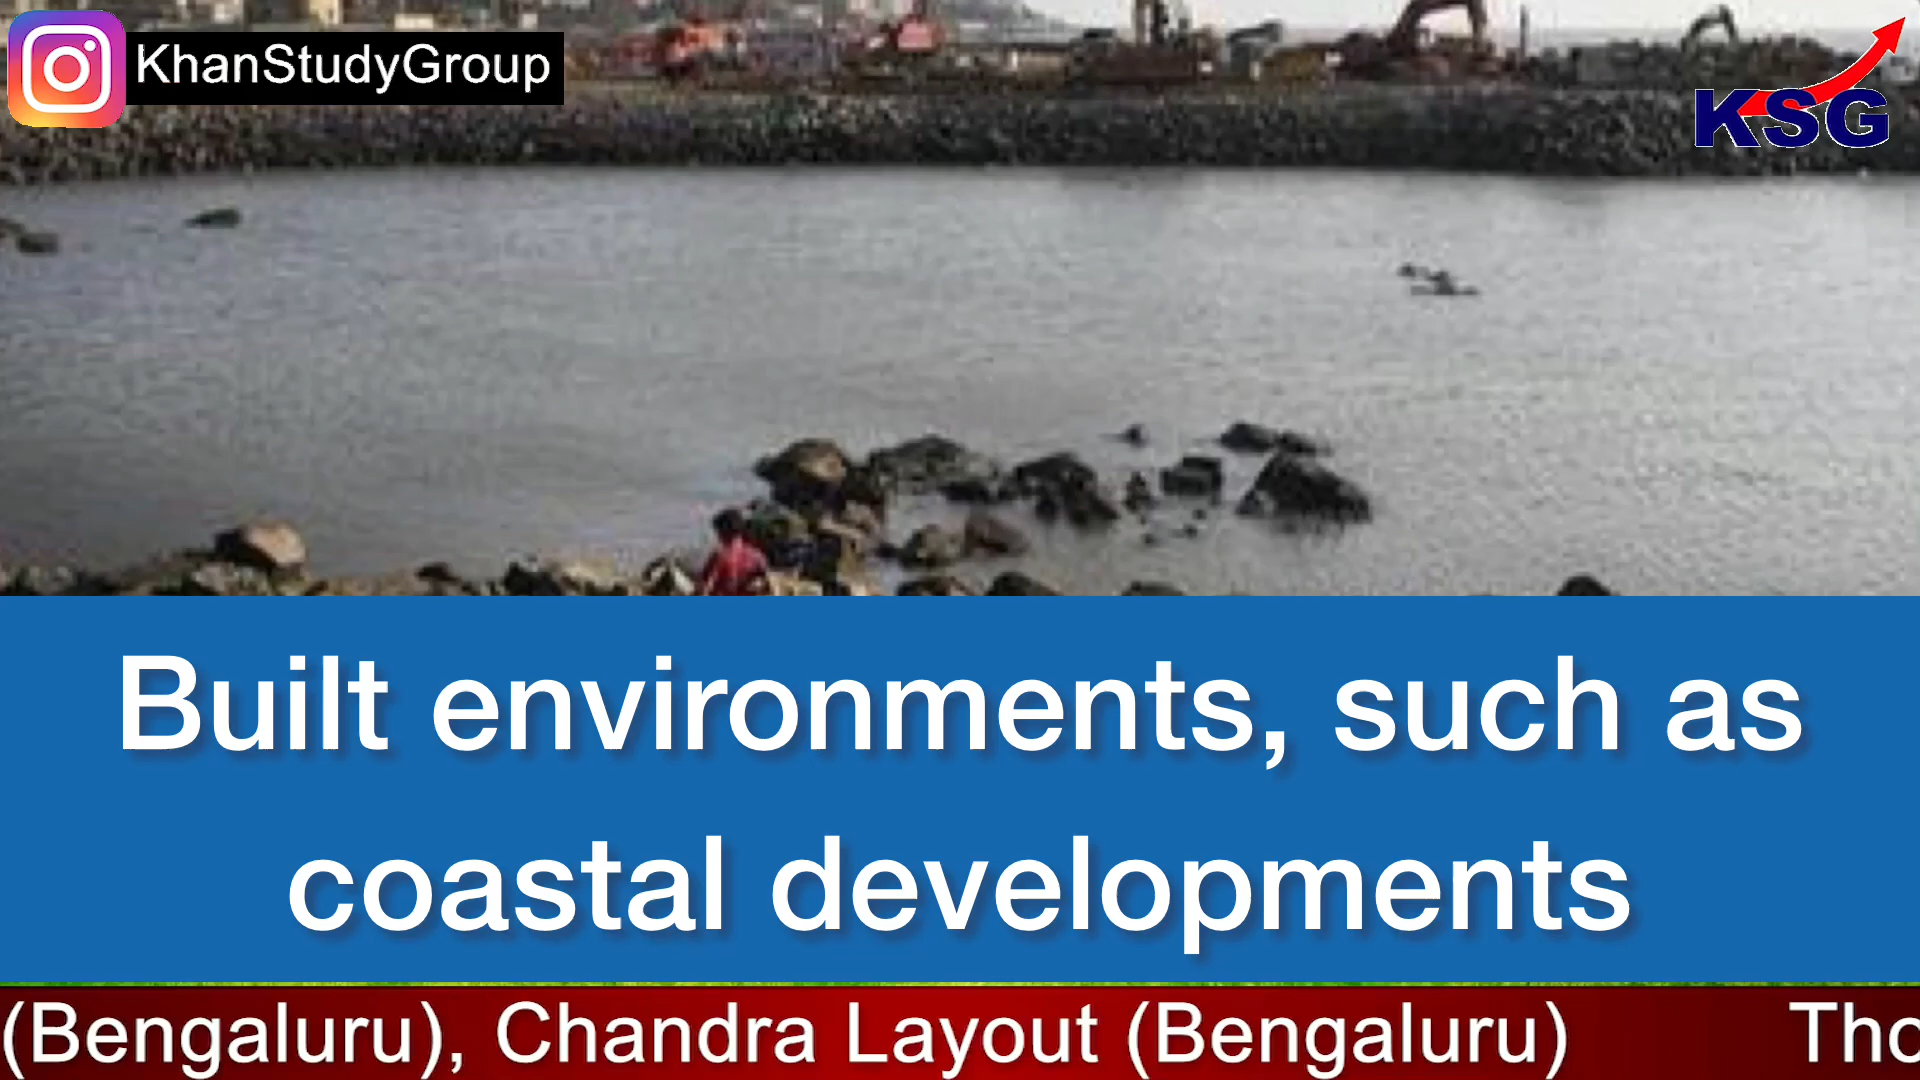 KhanStudyGroup
KSG
Built environments, such as
coastal developments
(Bengaluru), Chandra Layout (Bengaluru)